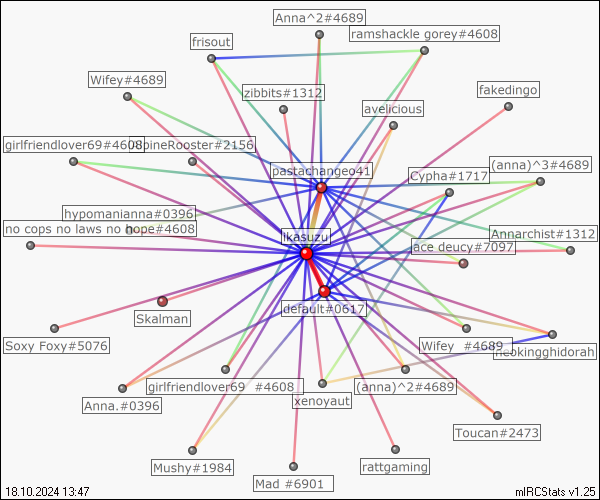 Anna^2#4689
ramshackle gorey#4608
frisout
Wifey#4689
zibbits#1312
fakedingo
avelicious
girlfriendlover69#4608
pineRooster#2156
pastachangeo41
Cypha#1717
(anna)^3#4689
hypomanianna#0396
no cops no laws no hope#4608
Annarchist#1312
ikasuzu
ace deucy#7097
default#0617
Skalman
Soxy Foxy#5076
Wifey #4689
neokingghidorah
girlfriendlover69 #4608
(anna)^2#4689
Anna.#0396
xenoyaut
Toucan#2473
Mushy#1984
rattgaming
Mad #6901
18.10.2024 13:47
mIRCStats v1.25